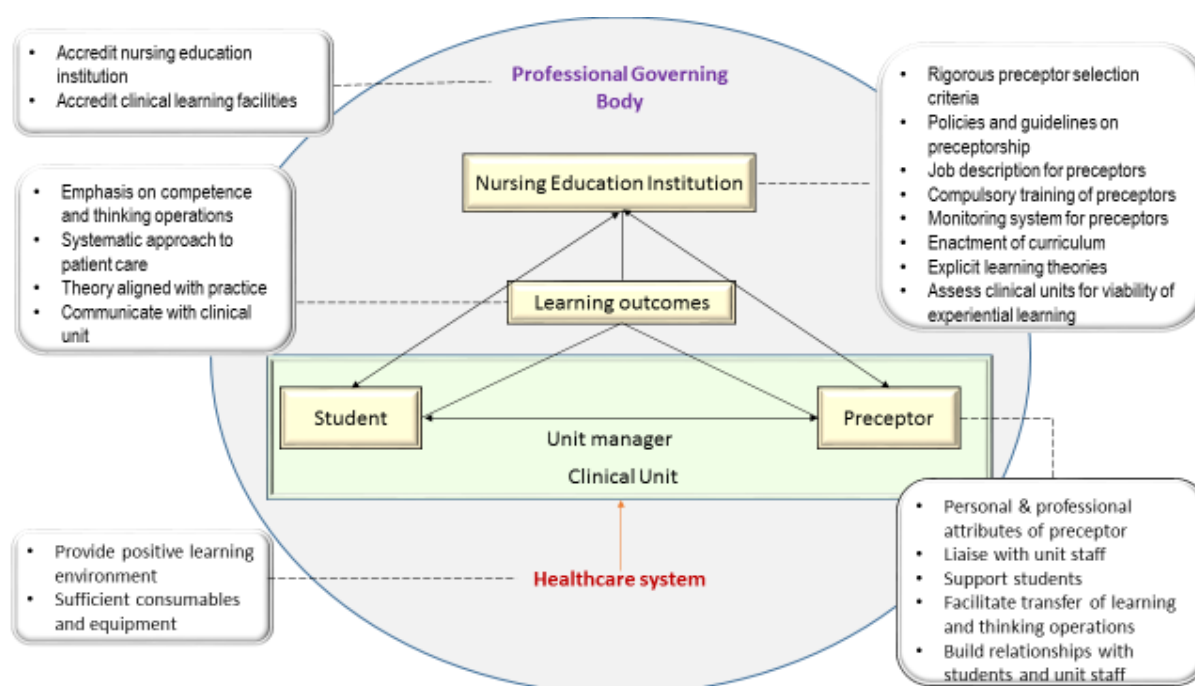 • Accredit nursing education
institution
• Accredit clinical learning facilities
Professional Governing
Body
• Rigorous preceptor selection
criteria
• Policies and guidelines on
preceptorship
• Job description for preceptors
• Compulsory training of preceptors
• Monitoring system for preceptors
• Enactment of curriculum
• Explicit learning theories
• Assess clinical units for viability of
experiential learning
Nursing Education Institution
• Emphasis on competence
and thinking operations
• Systematic approach to
patient care
• Theory aligned with practice
• Communicate with clinical
unit
Learning outcomes
Student
Preceptor
Unit manager
Clinical Unit
• Personal & professional
attributes of preceptor
• Liaise with unit staff
• Support students
• Facilitate transfer of learning
and thinking operations
• Build relationships with
students and unit staff
• Provide positive learning
environment
• Sufficient consumables
and equipment
Healthcare system